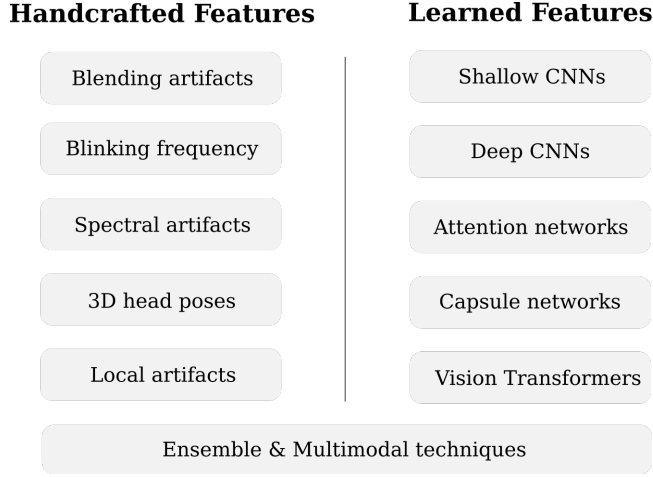 Handcrafted Features
Blending artifacts
Blinking frequency
Spectral artifacts
3D head poses
Local artifacts
Learned Features
Shallow CNNs
Deep CNNs
Attention networks
Capsule networks
Vision Transformers
Ensemble & Multimodal techniques